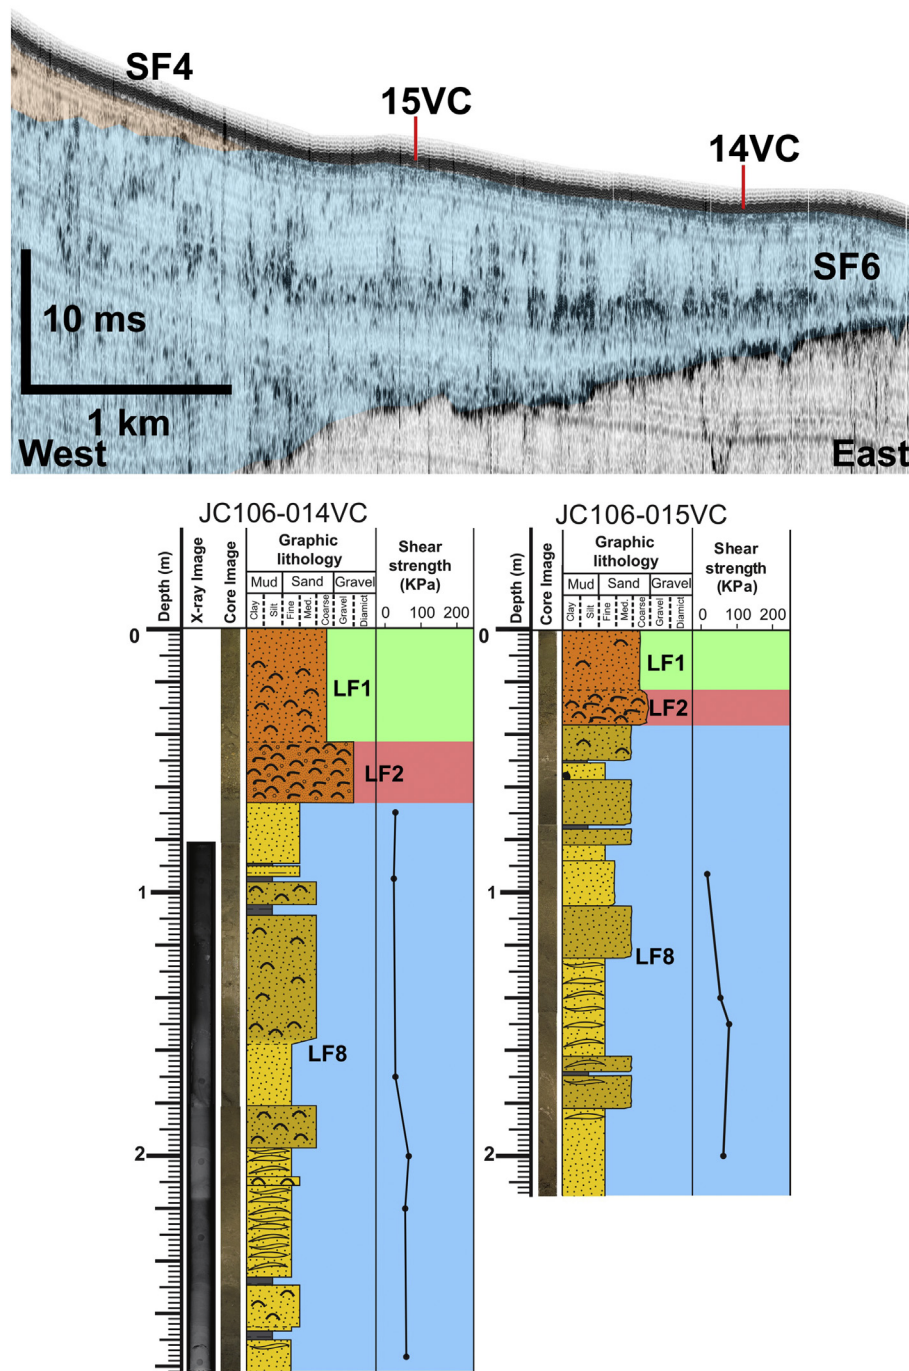 SF4
15VC
14VC
SF6
10 ms
1 km
West
East
JC106-014VC
JC106-015VC
Depth (m)
X-ray Image
Core Image
Graphic
lithology
Mud
Sand
Gravel
Clay
Silt
Fine
Med.
Coarse
Gravel
Diamict
Shear
strength
(KPa)
0 100 200
Depth (m)
Core Image
Graphic
lithology
Mud
Sand
Gravel
Clay
Silt
Fine
Med.
Coarse
Gravel
Diamict
Shear
strength
(KPa)
0 100 200
0
LF1
LF2
1
LF8
2
0
LF1
LF2
1
LF8
2